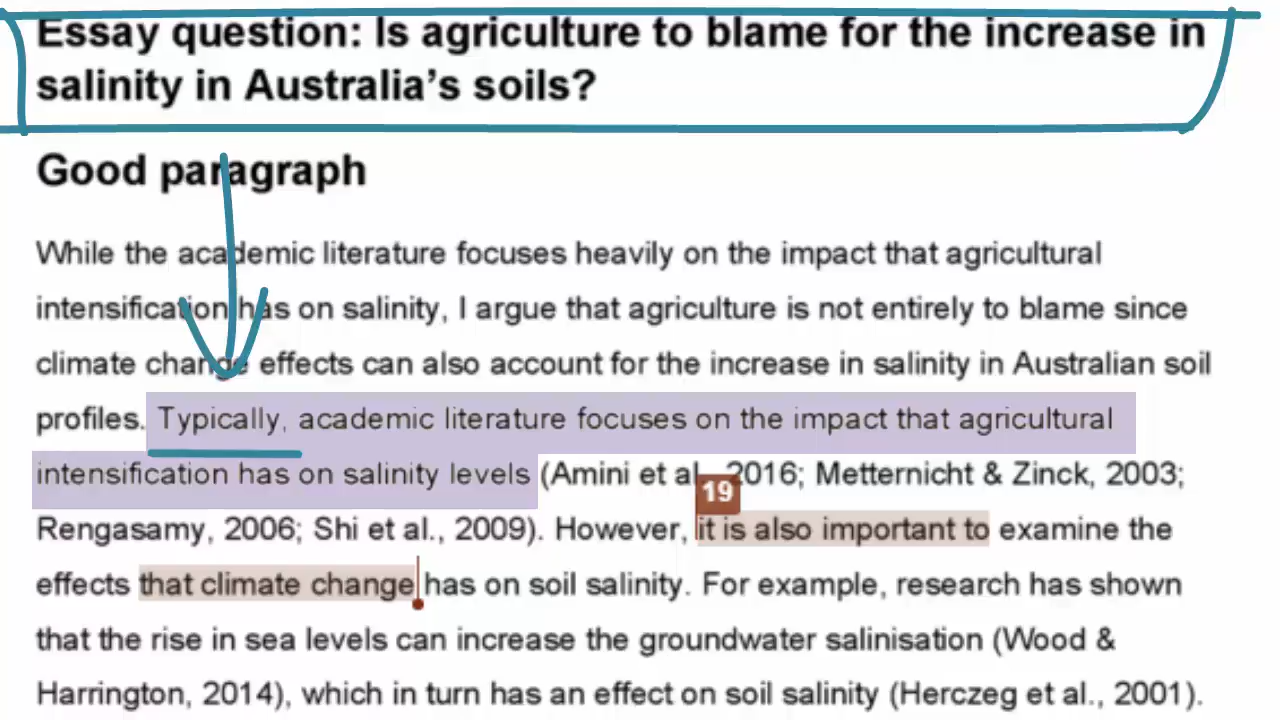 Essay question: Is agriculture to blame for the increase in
salinity in Australia's soils?
Good paragraph
While the academic literature focuses heavily on the impact that agricultural
intensification has on salinity, I argue that agriculture is not entirely to blame since
climate change effects can also account for the increase in salinity in Australian soil
profiles. Typically, academic literature focuses on the impact that agricultural
intensification has on salinity levels (Amini et al., 2016; Metternicht & Zinck, 2003;
19
Rengasamy, 2006; Shi et al., 2009). However, it is also important to examine the
effects that climate change has on soil salinity. For example, research has shown
that the rise in sea levels can increase the groundwater salinisation (Wood &
Harrington, 2014), which in turn has an effect on soil salinity (Herczeg et al., 2001).